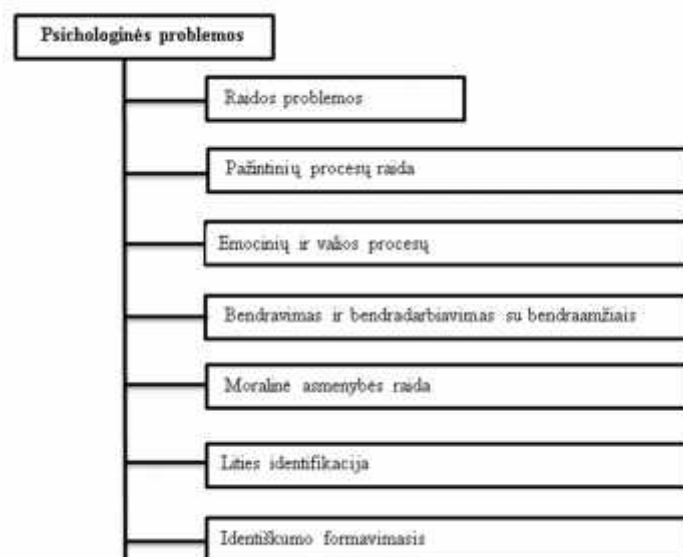 Psichologinės problemos
Raidos problemos
Pažintinių procesų raida
Emocinių ir valios procesų
Bendravimas ir bendradarbiavimas su bendraamžiais
Moralinė asmenybės raida
Lities identifikacija
Identiškumo formavimasis